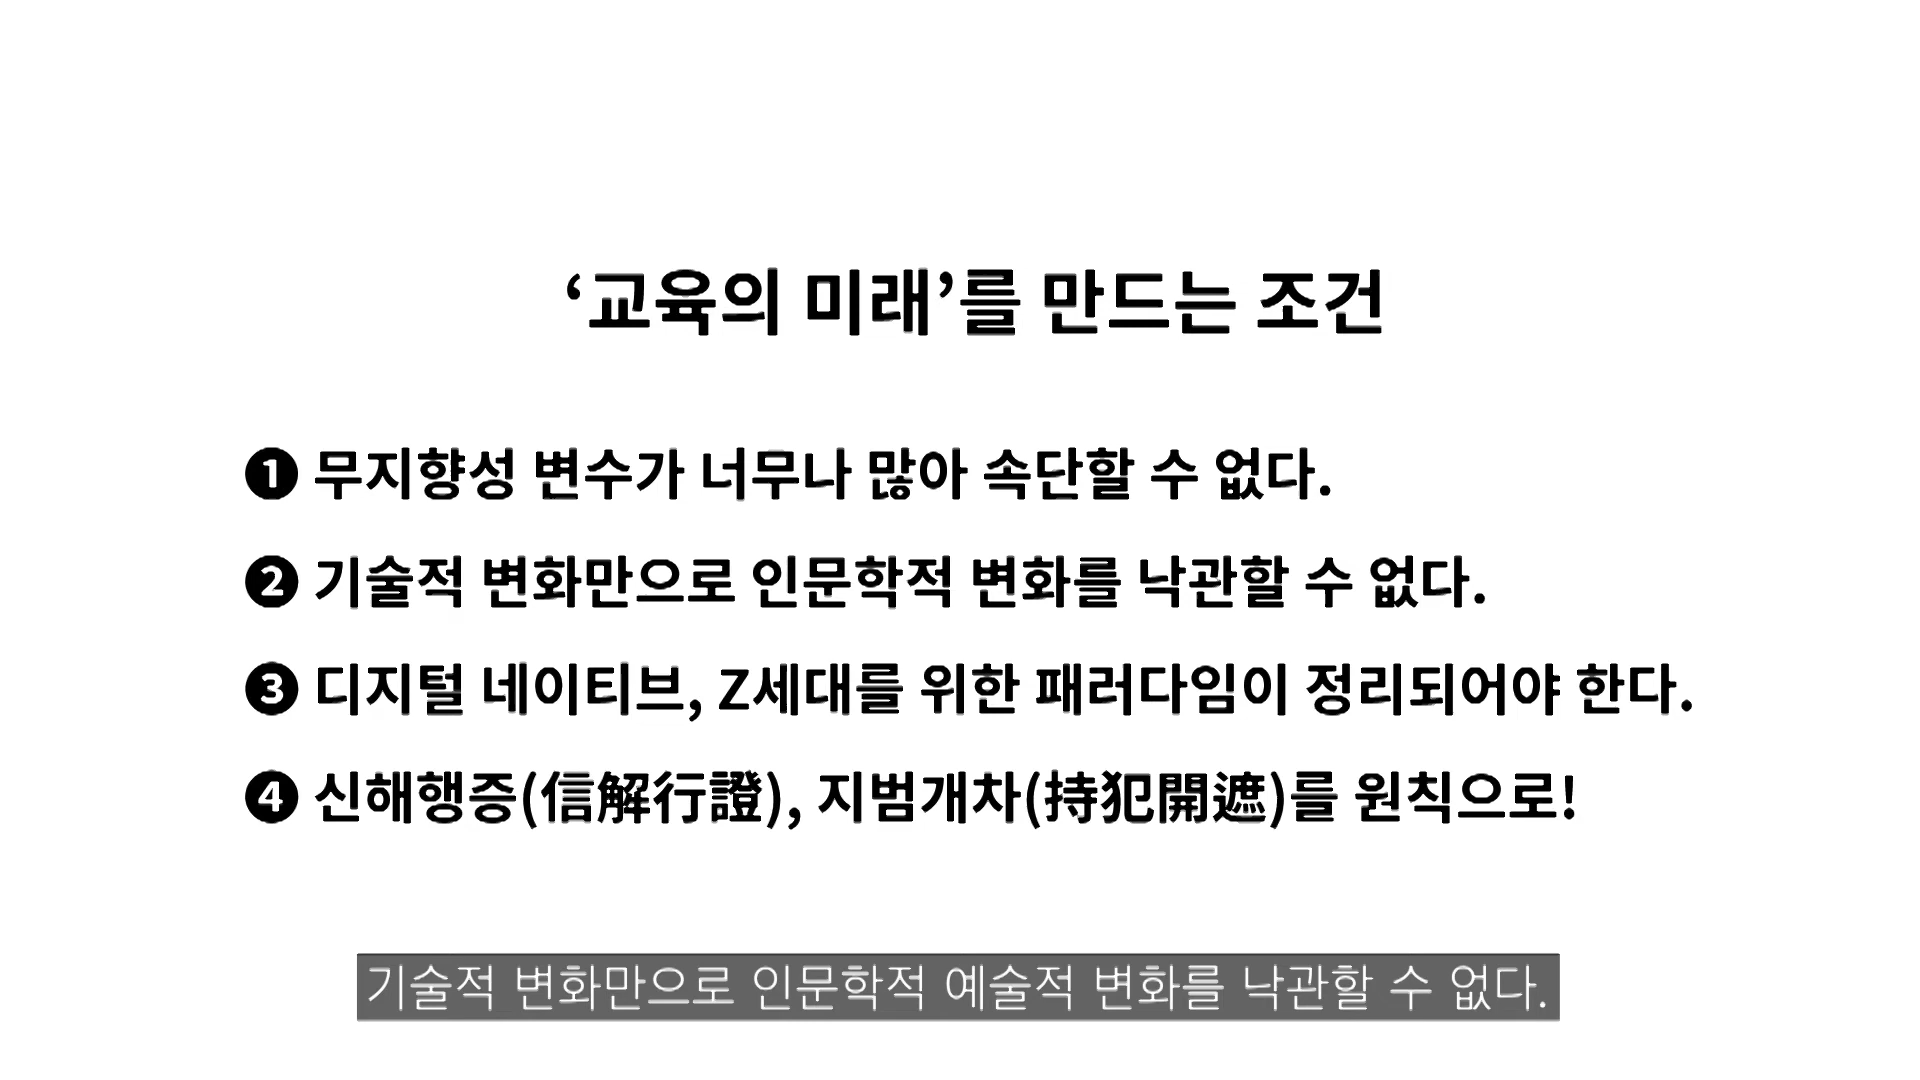 ‘교육의 미래’를 만드는 조건
❶ 무지향성 변수가 너무나 많아 속단할 수 없다.
❷ 기술적 변화만으로 인문학적 변화를 낙관할 수 없다.
❸ 디지털 네이티브, Z세대를 위한 패러다임이 정리되어야 한다.
❹ 신해행증(信解行證), 지범개차(持犯開遮)를 원칙으로!
기술적 변화만으로 인문학적 예술적 변화를 낙관할 수 없다.